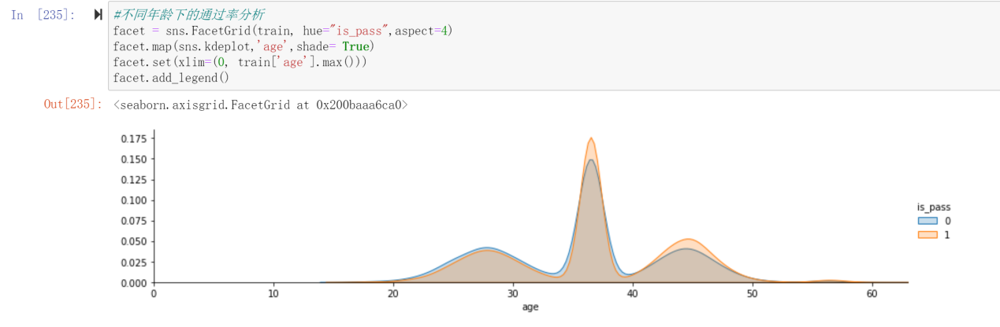 In [235]:
#不同年龄下的通过率分析
facet = sns.FacetGrid(train, hue="is_pass",aspect=4)
facet.map(sns.kdeplot,'age',shade= True)
facet.set(xlim=(0, train['age'].max()))
facet.add_legend()
Out[235]: <seaborn.axisgrid.FacetGrid at 0x200baaa6ca0>
0.175
0.150
0.125
0.100
0.075
0.050
0.025
0.000
0 10 20 30 40 50 60
age
is_pass
0
1